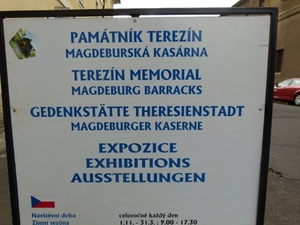 PAMÁTNÍK TEREZÍN
MAGDEBURSKÁ KASÁRNA
TEREZÍN MEMORIAL
MAGDEBURG BARRACKS
GEDENKSTÄTTE THERESIENSTADT
MAGDEBURGER KASERNE
EXPOZICE
EXHIBITIONS
AUSSTELLUNGEN
Návštěvní doba celoročně každý den
Zimní sezóna 1.11. - 31.3. : 9.00 - 17.30